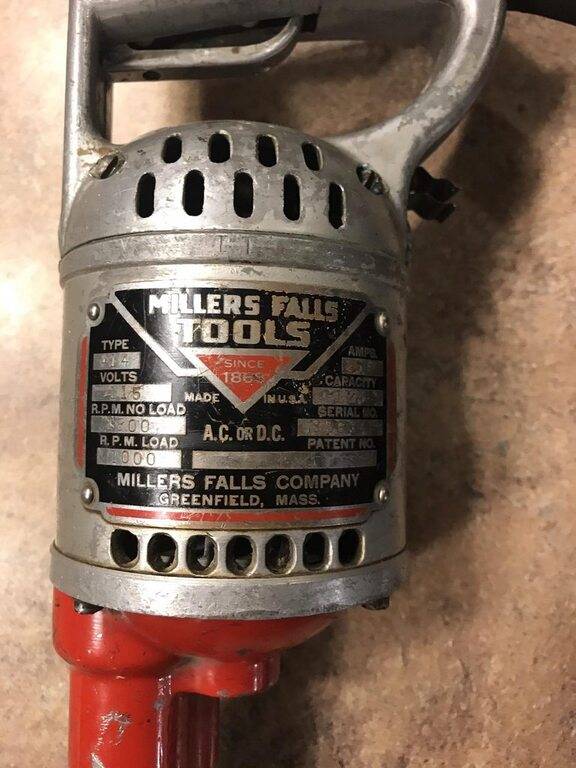 MILLERS FALLS
TOOLS
SINCE
1868
MADE IN U.S.A.
TYPE
VOLTS
R.P.M. NO LOAD
R.P.M. LOAD
AMPS.
CAPACITY
SERIAL NO.
PATENT NO.
A.C. OR D.C.
MILLERS FALLS COMPANY
GREENFIELD, MASS.